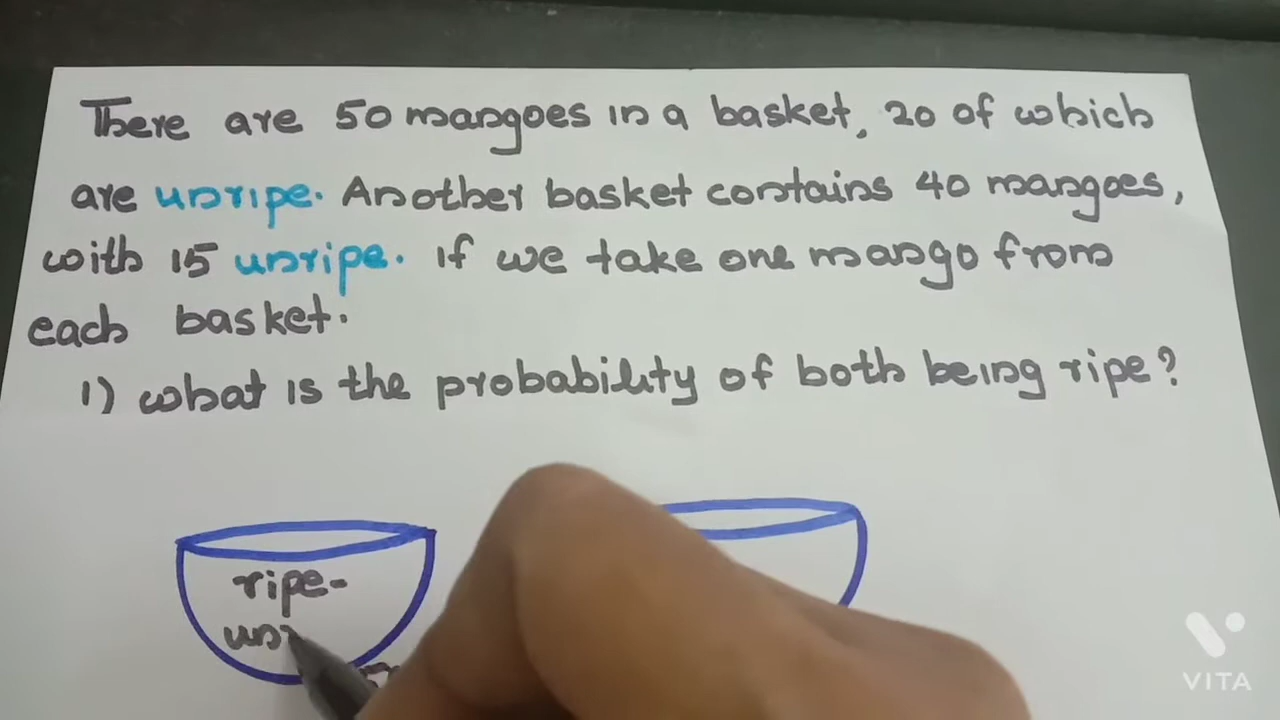 There are 50 mangoes in a basket, 20 of which
are unripe. Another basket contains 40 mangoes,
with 15 unripe. If we take one mango from
each basket.
1) what is the probability of both being ripe?
ripe-
VITA